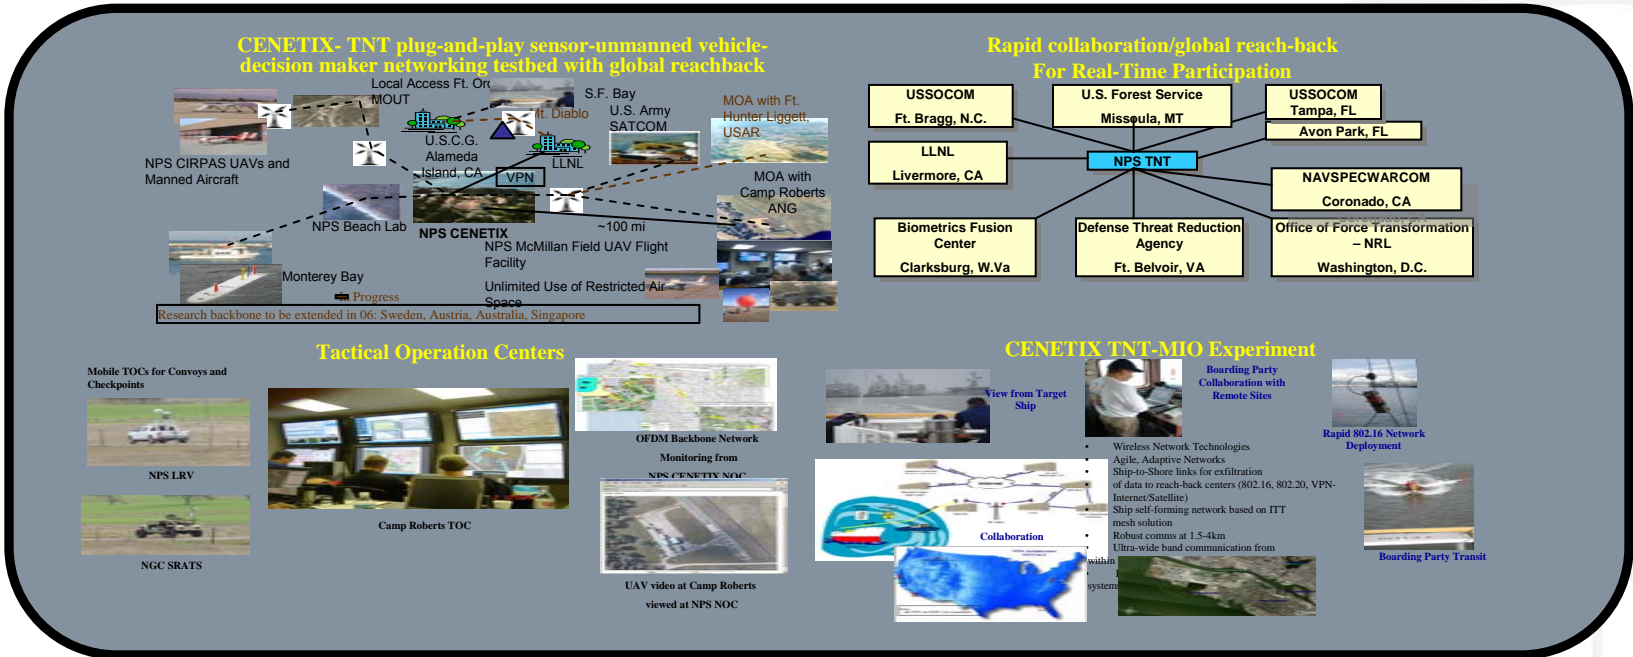 CENETIX- TNT plug-and-play sensor-unmanned vehicle-
decision maker networking testbed with global reachback
Local Access Ft. Ord
MOUT
S.F. Bay
Mt. Diablo
U.S. Army
SATCOM
MOA with Ft.
Hunter Liggett,
USAR
U.S.C.G.
Alameda
Island, CA
LLNL
VPN
NPS CIRPAS UAVs and
Manned Aircraft
MOA with
Camp Roberts
ANG
NPS Beach Lab
NPS CENETIX
~100 mi
NPS McMillan Field UAV Flight
Facility
Unlimited Use of Restricted Air
Space
Monterey Bay
In Progress
Research backbone to be extended in 06: Sweden, Austria, Australia, Singapore
Rapid collaboration/global reach-back
For Real-Time Participation
USSOCOM
Ft. Bragg, N.C.
U.S. Forest Service
Missoula, MT
USSOCOM
Tampa, FL
Avon Park, FL
LLNL
Livermore, CA
NPS TNT
NAVSPECWARCOM
Coronado, CA
Coronado, CA
Biometrics Fusion
Center
Clarksburg, W.Va
Defense Threat Reduction
Agency
Ft. Belvoir, VA
Office of Force Transformation
– NRL
Washington, D.C.
Tactical Operation Centers
Mobile TOCs for Convoys and
Checkpoints
NPS LRV
NGC SRATS
Camp Roberts TOC
OFDM Backbone Network
Monitoring from
NPS CENETIX NOC
UAV video at Camp Roberts
viewed at NPS NOC
CENETIX TNT-MIO Experiment
View from Target
Ship
Boarding Party
Collaboration with
Remote Sites
Rapid 802.16 Network
Deployment
• Wireless Network Technologies
• Agile, Adaptive Networks
• Ship-to-Shore links for exfiltration
• of data to reach-back centers (802.16, 802.20, VPN-
Internet/Satellite)
• Ship self-forming network based on ITT
mesh solution
• Robust comms at 1.5-4km
• Ultra-wide band communication from
within
systems
Collaboration
Boarding Party Transit